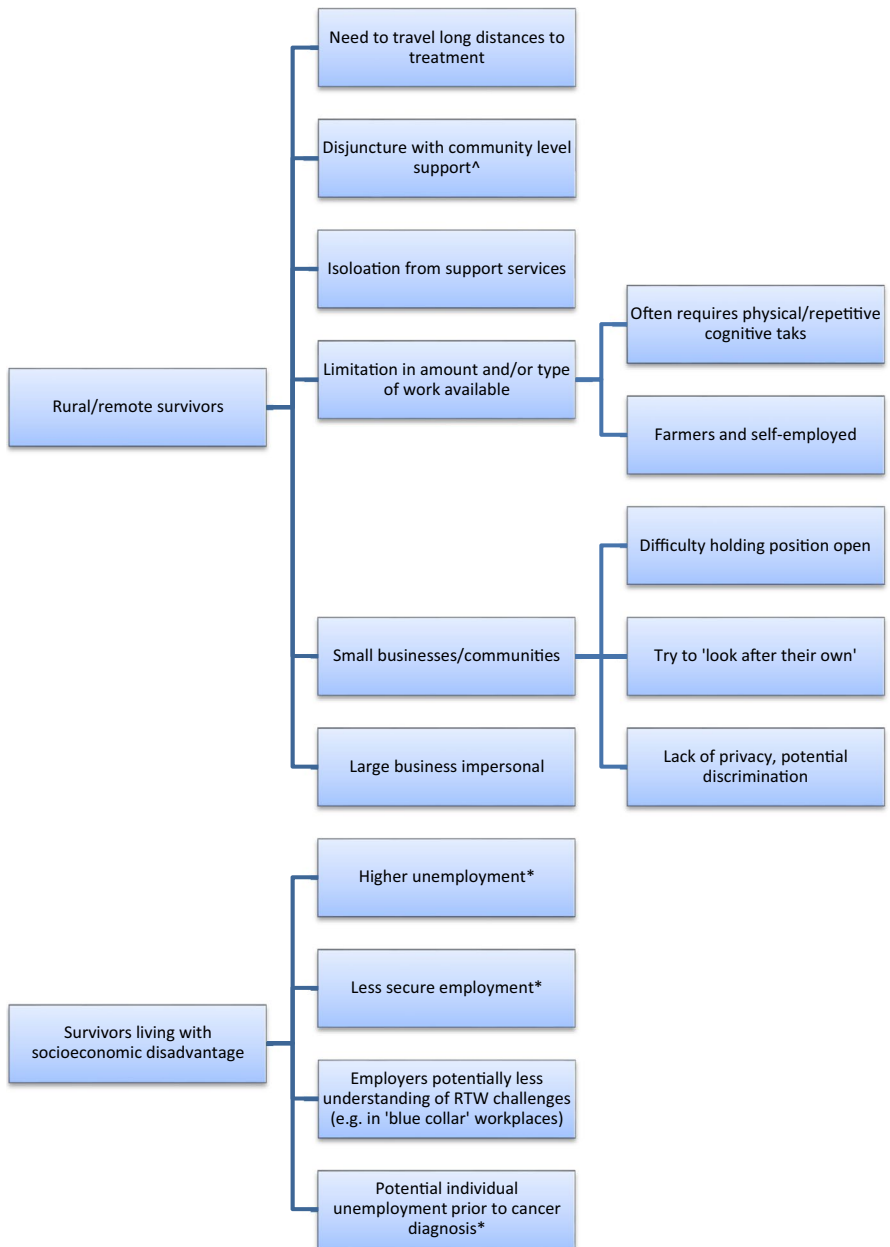 Need to travel long distances to
treatment
Disjuncture with community level
support^
Isoloation from support services
Often requires physical/repetitive
cognitive taks
Limitation in amount and/or type
of work available
Rural/remote survivors
Farmers and self-employed
Difficulty holding position open
Small businesses/communities
Try to 'look after their own'
Large business impersonal
Lack of privacy, potential
discrimination
Higher unemployment*
Less secure employment*
Survivors living with
socioeconomic disadvantage
Employers potentially less
understanding of RTW challenges
(e.g. in 'blue collar' workplaces)
Potential individual
unemployment prior to cancer
diagnosis*